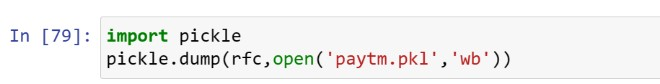 In [79]: import pickle
pickle.dump(rfc,open('paytm.pkl','wb'))